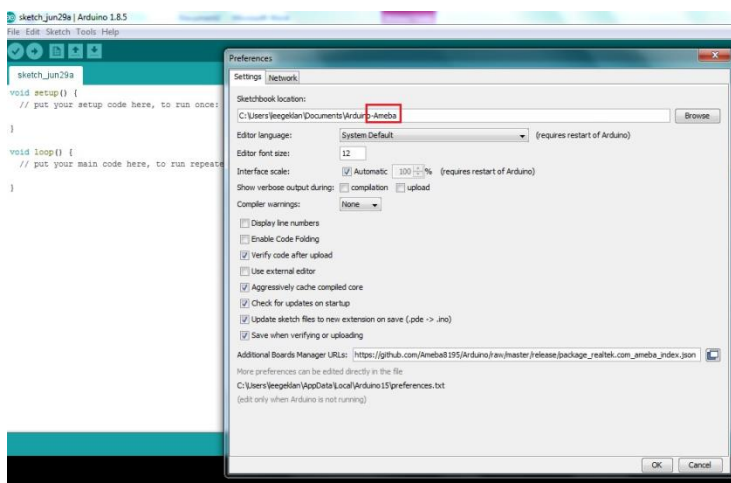 sketch_jun29a | Arduino 1.8.5
File Edit Sketch Tools Help
sketch_jun29a
void setup() {
// put your setup code here, to run once:
}
void loop() {
// put your main code here, to run repeate
}
Preferences
Settings Network
Sketchbook location:
C:\Users\leegeklan\Documents\Arduino-Ameba
Browse
Editor language: System Default (requires restart of Arduino)
Editor font size: 12
Interface scale: Automatic 100 % (requires restart of Arduino)
Show verbose output during: compilation upload
Compiler warnings: None
Display line numbers
Enable Code Folding
Verify code after upload
Use external editor
Aggressively cache compiled core
Check for updates on startup
Update sketch files to new extension on save (.pde -> .ino)
Save when verifying or uploading
Additional Boards Manager URLs: https://github.com/Ameba8195/Arduino/raw/master/release/package_realtek.com_ameba_index.json
More preferences can be edited directly in the file
C:\Users\leegeklan\AppData\Local\Arduino15\preferences.txt
(edit only when Arduino is not running)
OK Cancel